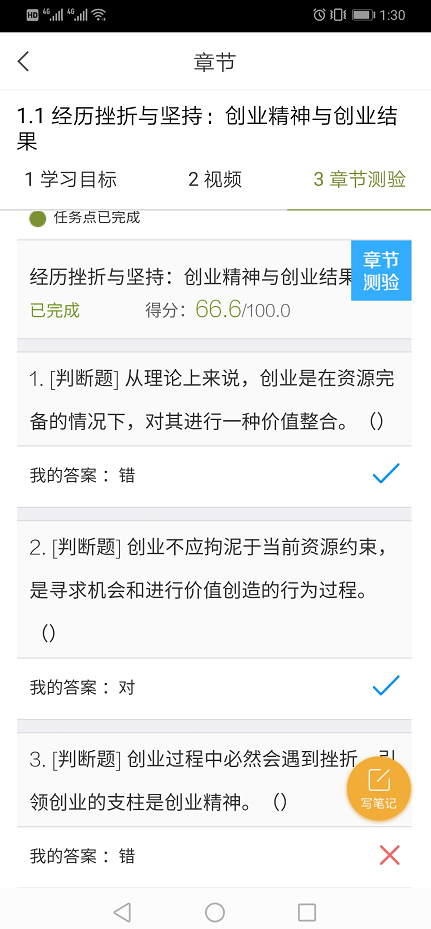 HD 4G 4G 1:30
章节
1.1 经历挫折与坚持：创业精神与创业结
果
1 学习目标 2 视频 3 章节测验
任务点已完成
经历挫折与坚持：创业精神与创业结果
章节
测验
已完成 得分：66.6/100.0
1. [判断题] 从理论上来说，创业是在资源完
备的情况下，对其进行一种价值整合。（）
我的答案：错
2. [判断题] 创业不应拘泥于当前资源约束，
是寻求机会和进行价值创造的行为过程。
（）
我的答案：对
3. [判断题] 创业过程中必然会遇到挫折，引
领创业的支柱是创业精神。（）
写笔记
我的答案：错